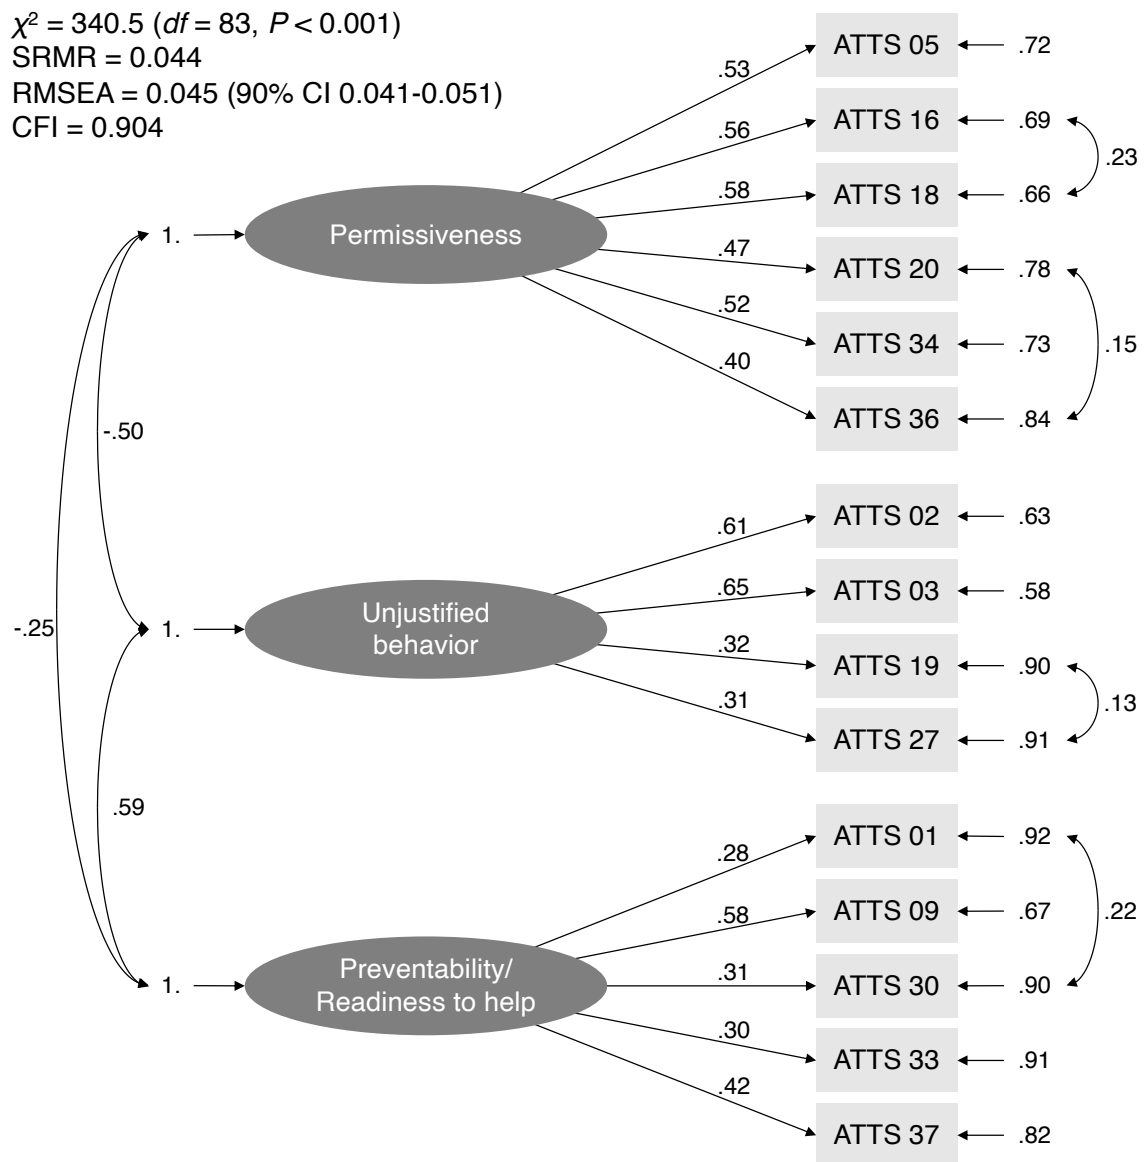 χ² = 340.5 (df = 83, P < 0.001)
SRMR = 0.044
RMSEA = 0.045 (90% CI 0.041-0.051)
CFI = 0.904
ATTS 05 .72
.53
ATTS 16 .69
.56
.23
ATTS 18 .66
.58
1. Permissiveness
.47
ATTS 20 .78
.52
ATTS 34 .73 .15
.40
ATTS 36 .84
-.50
ATTS 02 .63
.61
ATTS 03 .58
.65
Unjustified
behavior
-.25 1.
.32
ATTS 19 .90
.31
.13
ATTS 27 .91
.59
ATTS 01 .92
.28
ATTS 09 .67 .22
.58
Preventability/
Readiness to help
1. .31
ATTS 30 .90
.30
ATTS 33 .91
.42
ATTS 37 .82